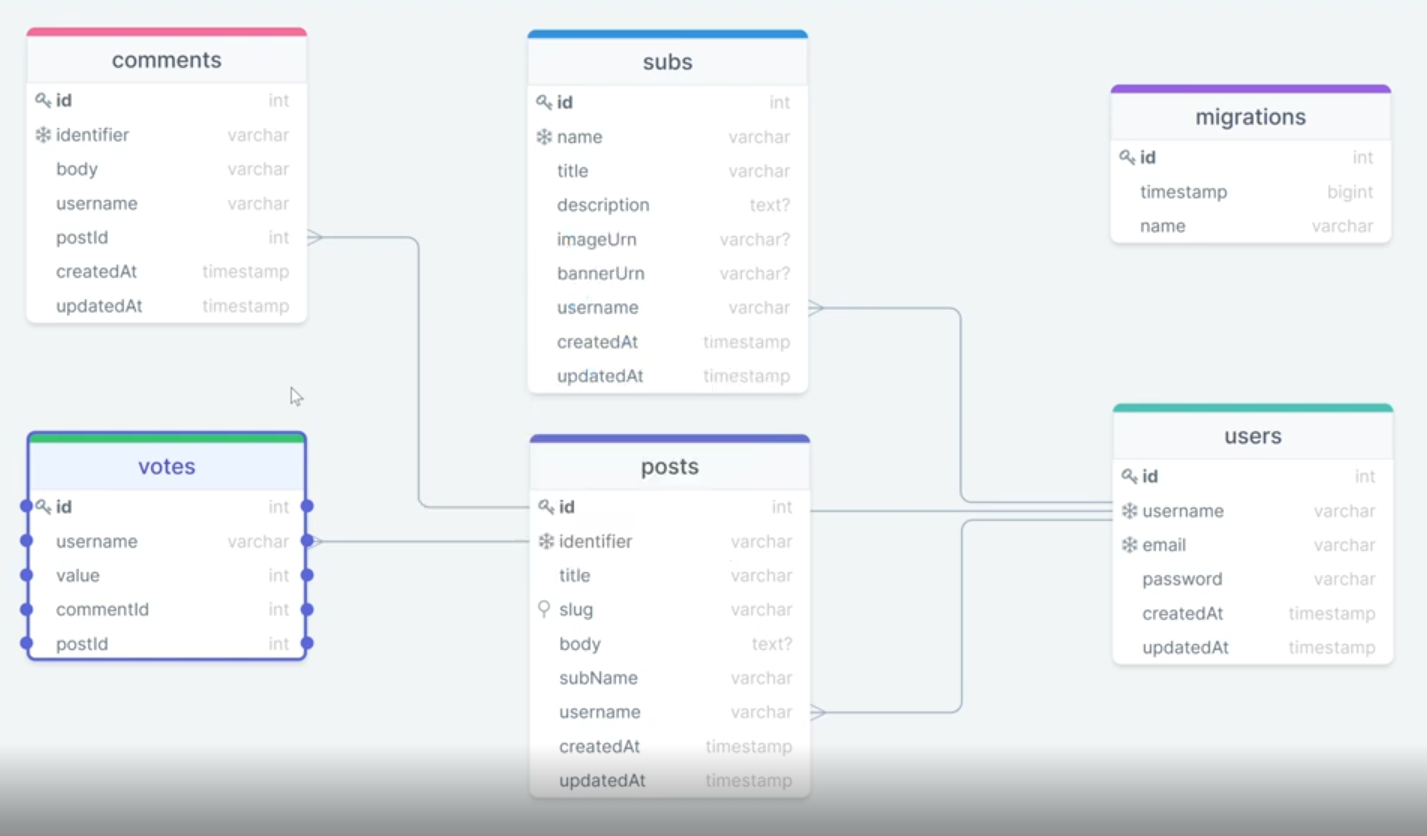 comments
id int
identifier varchar
body varchar
username varchar
postId int
createdAt timestamp
updatedAt timestamp
subs
id int
name varchar
title varchar
description text?
imageUrn varchar?
bannerUrn varchar?
username varchar
createdAt timestamp
updatedAt timestamp
migrations
id int
timestamp bigint
name varchar
votes
id int
username varchar
value int
commentId int
postId int
posts
id int
identifier varchar
title varchar
slug varchar
body text?
subName varchar
username varchar
createdAt timestamp
updatedAt timestamp
users
id int
username varchar
email varchar
password varchar
createdAt timestamp
updatedAt timestamp